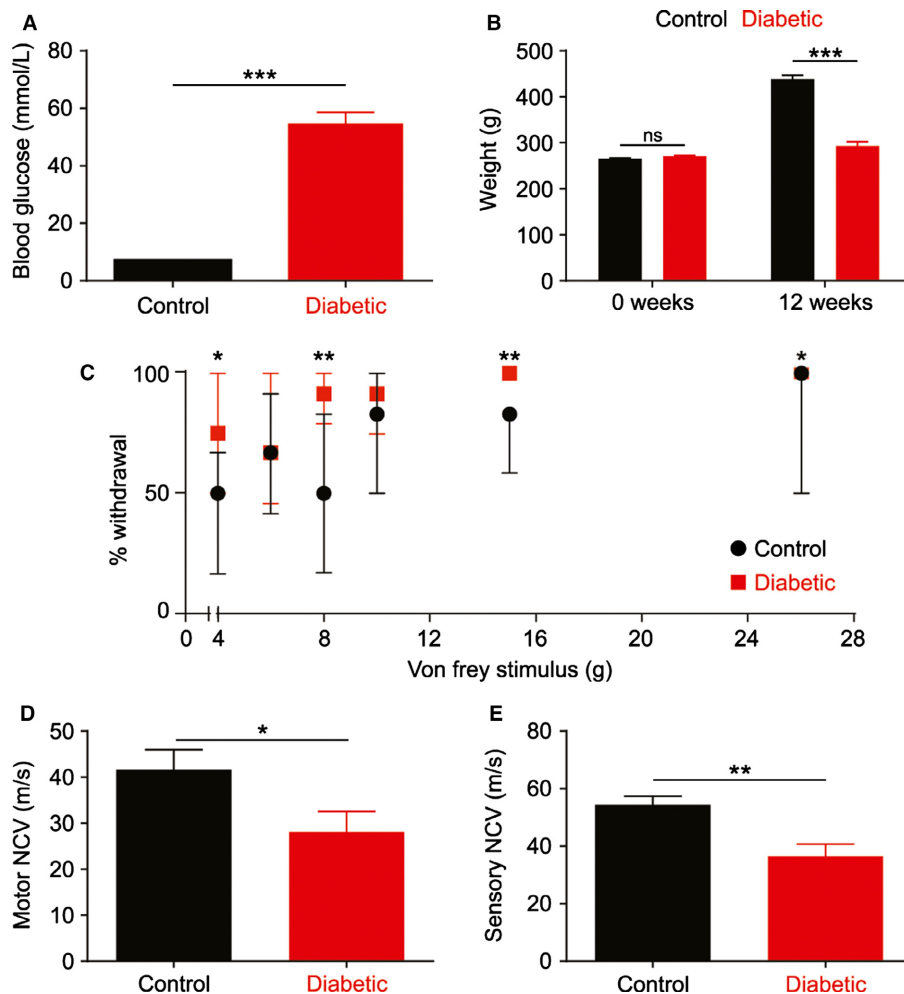 A
Blood glucose (mmol/L)
80
60
40
20
0
***
Control
Diabetic
B
Control Diabetic
Weight (g)
500
400
300
200
100
0
ns
***
0 weeks
12 weeks
C
% withdrawal
100
50
0
*
**
**
*
Control
Diabetic
0 4 8 12 16 20 24 28
Von frey stimulus (g)
D
Motor NCV (m/s)
50
40
30
20
10
0
*
Control
Diabetic
E
Sensory NCV (m/s)
80
60
40
20
0
**
Control
Diabetic